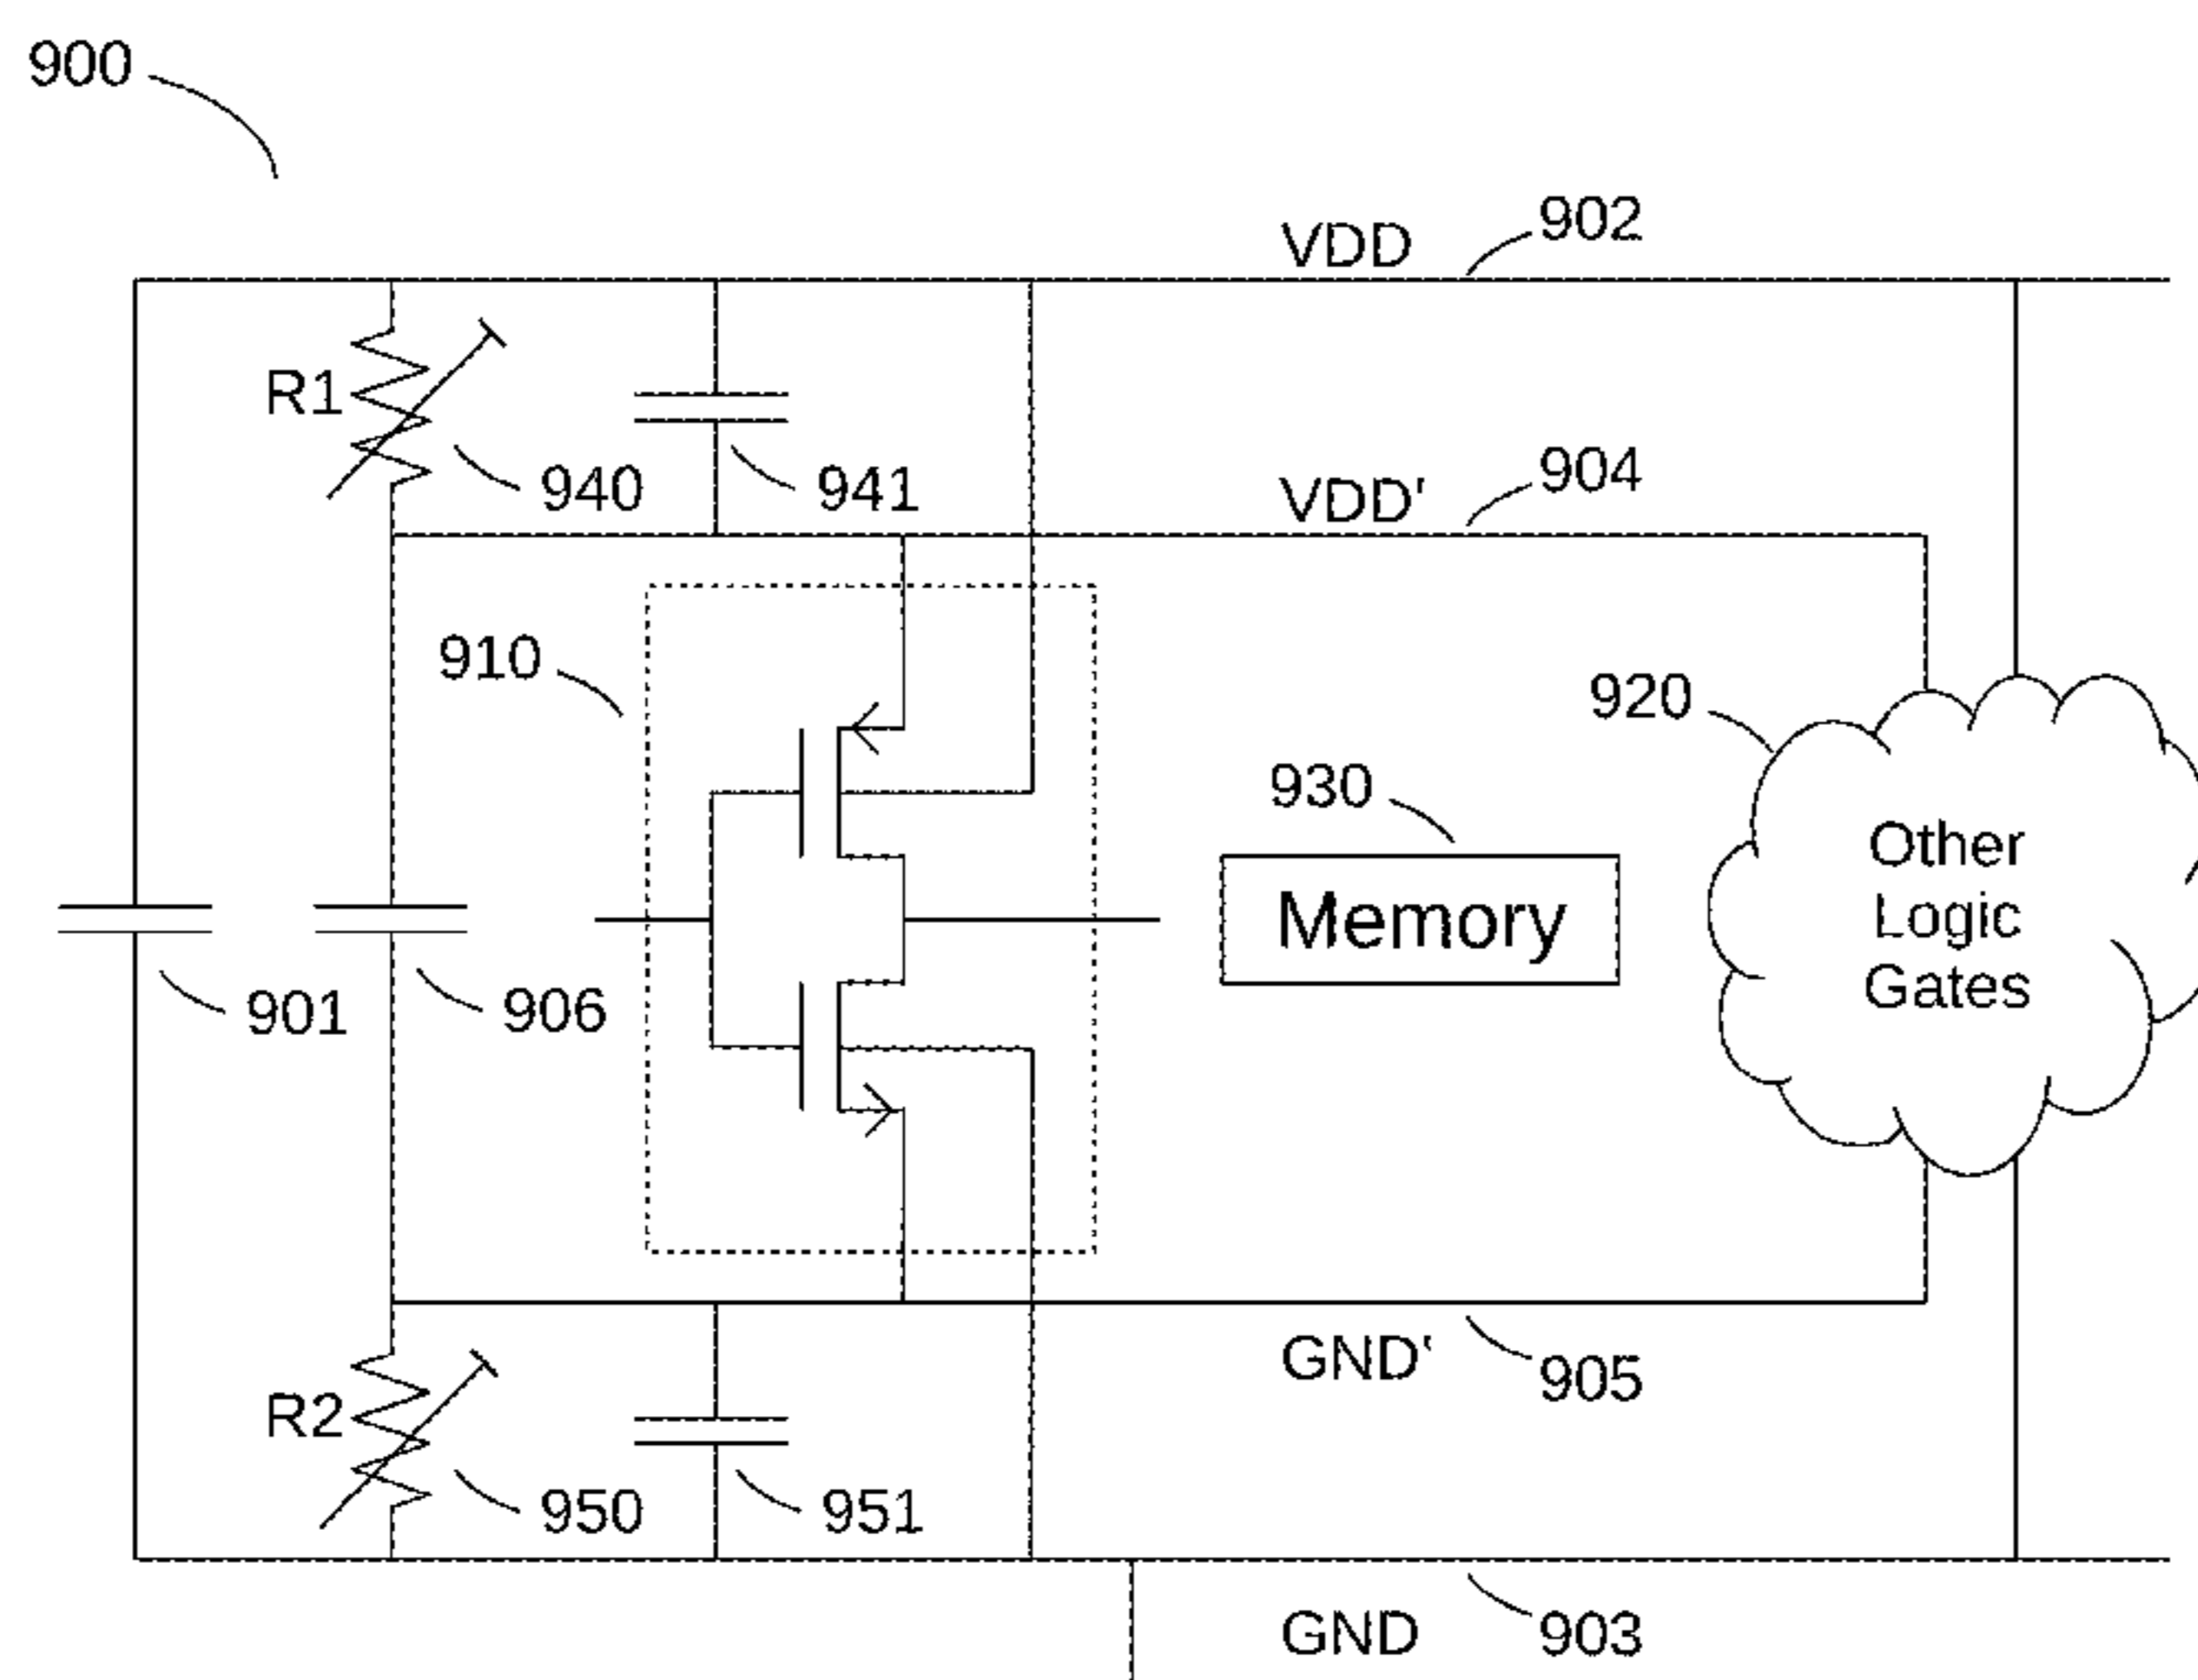 900
VDD
902
R1
940
941
VDD'
904
910
920
930
Other
Logic
Gates
Memory
901
906
GND'
905
R2
950
951
GND
903